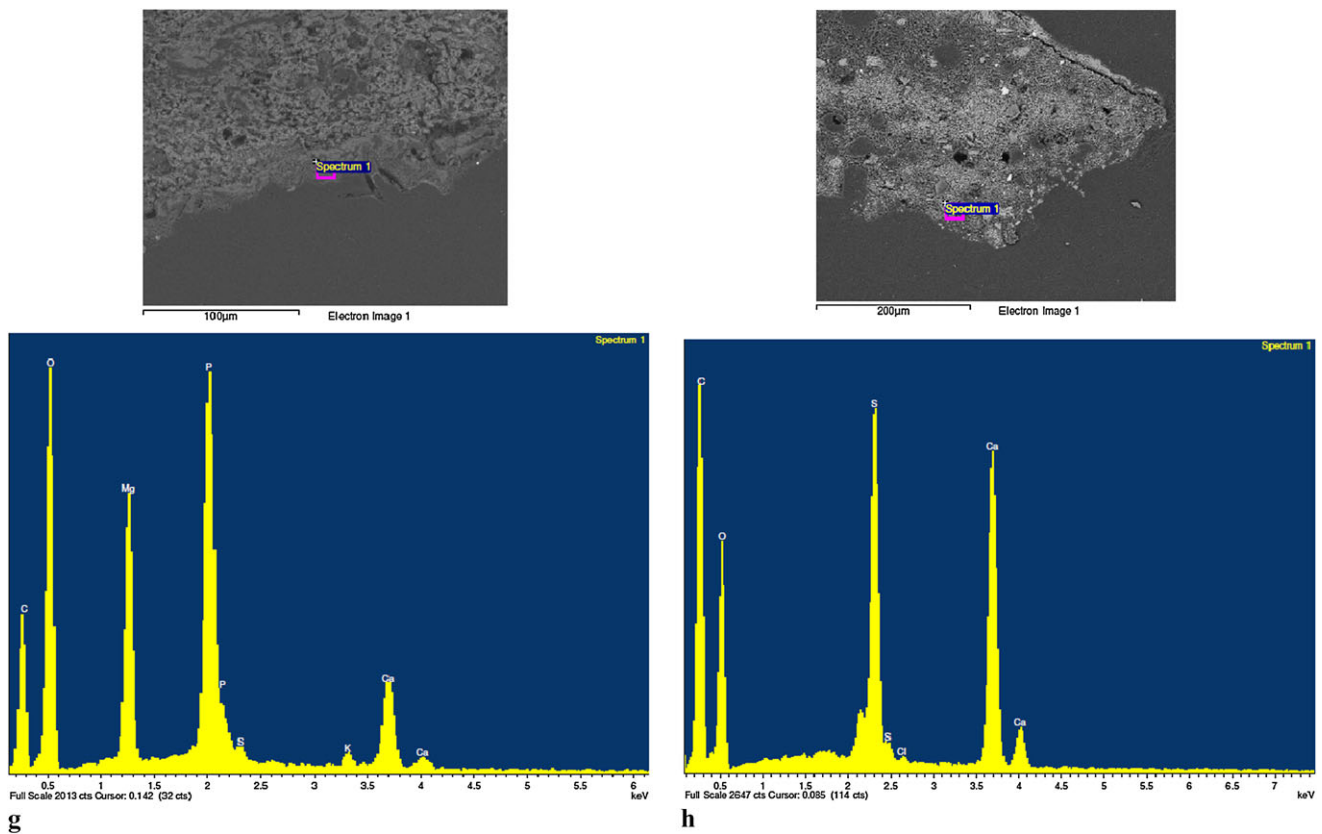 Spectrum 1
100µm Electron Image 1
Spectrum 1
200µm Electron Image 1
Spectrum 1
O
P
Mg
C
P
S
K
Ca
Ca
0.5 1 1.5 2 2.5 3 3.5 4 4.5 5 5.5 6
Full Scale 2013 cts Cursor: 0.142 (32 cts) keV
g
Spectrum 1
C
S
Ca
O
S
Cl
Ca
0.5 1 1.5 2 2.5 3 3.5 4 4.5 5 5.5 6 6.5 7
Full Scale 2647 cts Cursor: 0.085 (114 cts) keV
h